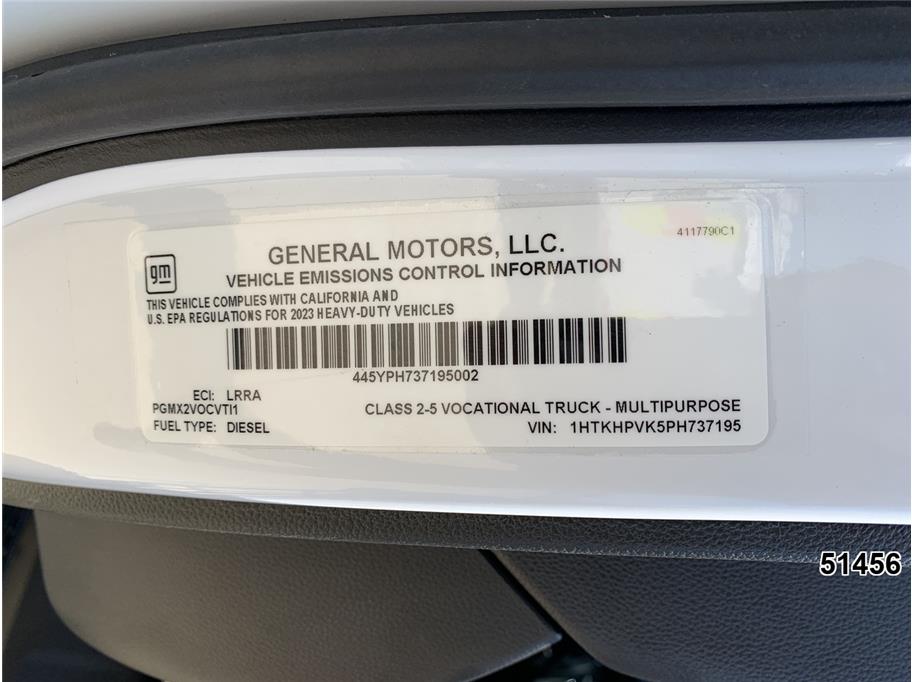 4117790C1
gm
GENERAL MOTORS, LLC.
VEHICLE EMISSIONS CONTROL INFORMATION
THIS VEHICLE COMPLIES WITH CALIFORNIA AND
U.S. EPA REGULATIONS FOR 2023 HEAVY-DUTY VEHICLES
445YPH737195002
ECI: LRRA
PGMX2VOCVTI1
CLASS 2-5 VOCATIONAL TRUCK - MULTIPURPOSE
FUEL TYPE: DIESEL
VIN: 1HTKHPVK5PH737195
51456